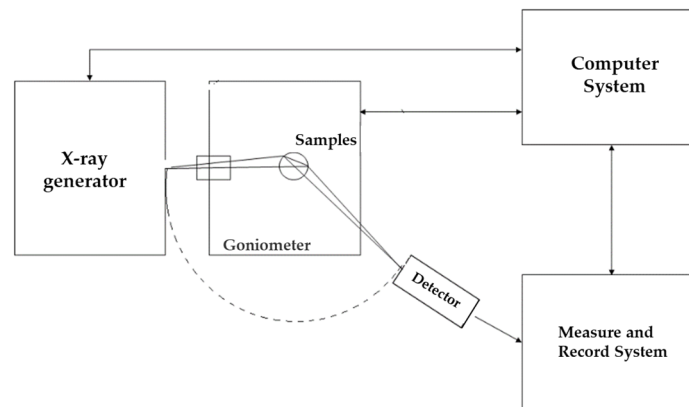 Computer
System
X-ray
generator
Samples
Goniometer
Detector
Measure and
Record System